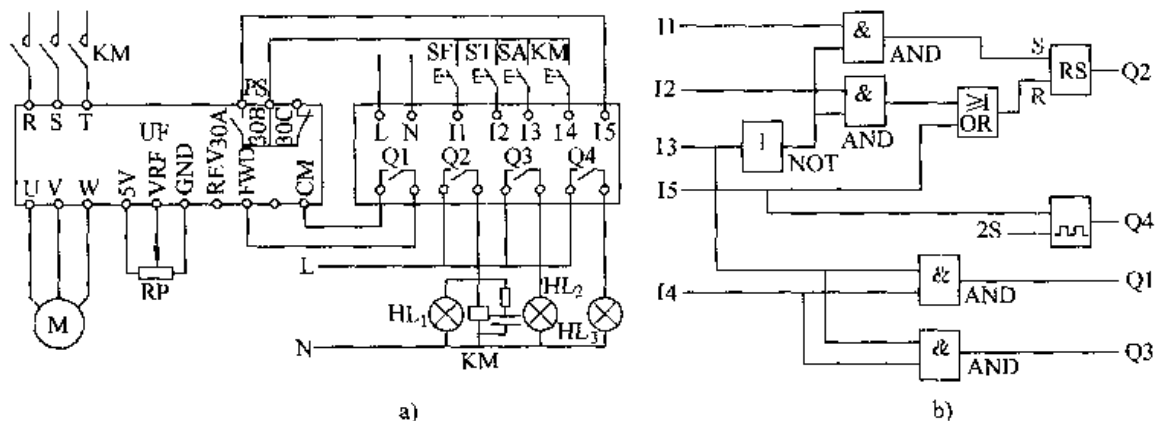 KM
SF ST SA KM
PS
R S T
UF
30A
30B
30C
U V W
5V
VRF
GND
REV
FWD
CM
L N I1 I2 I3 I4 I5
Q1 Q2 Q3 Q4
RP
M
L
HL1
HL2
HL3
N
KM
a)
I1
&
AND
S
RS
Q2
R
I2
&
AND
≥1
OR
I3
1
NOT
I5
2S
Q4
&
AND
Q1
I4
&
AND
Q3
b)